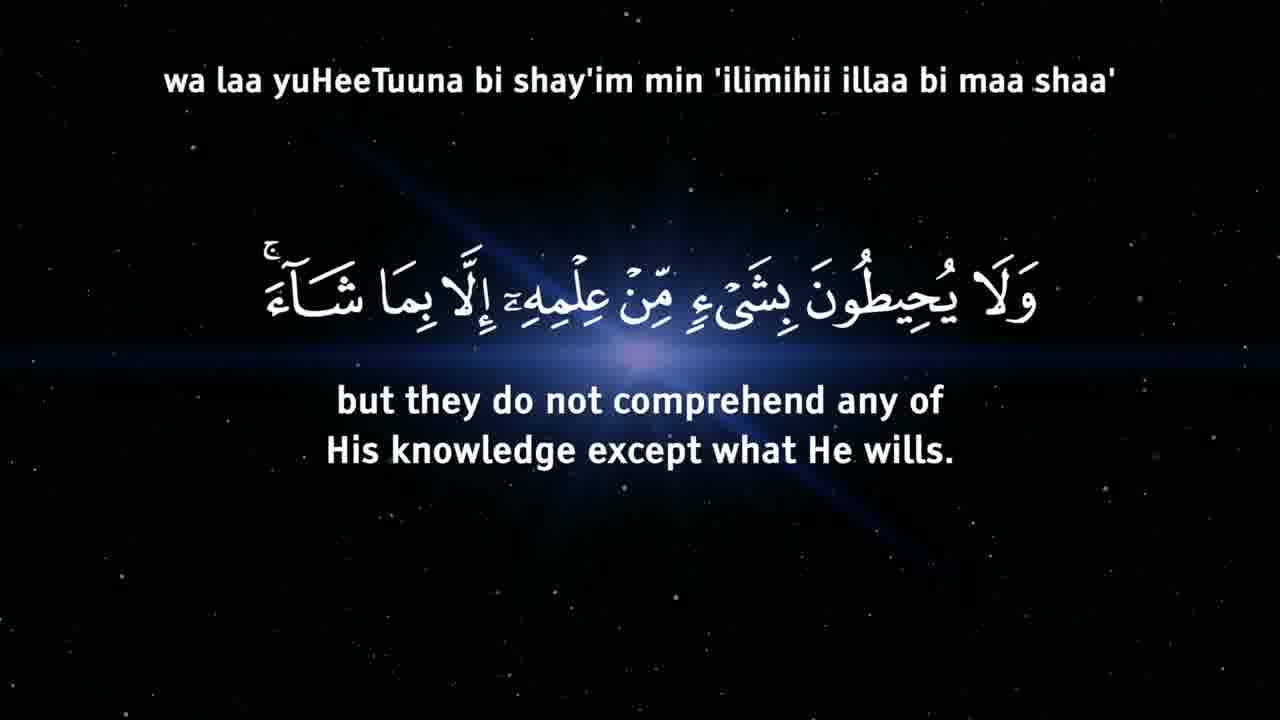 wa laa yuHeeTuuna bi shay'im min 'ilimihii illaa bi maa shaa'
وَلَا يُحِيطُونَ بِشَىْءٍ مِّنْ عِلْمِهِۦٓ إِلَّا بِمَا شَآءَ ۚ
but they do not comprehend any of
His knowledge except what He wills.